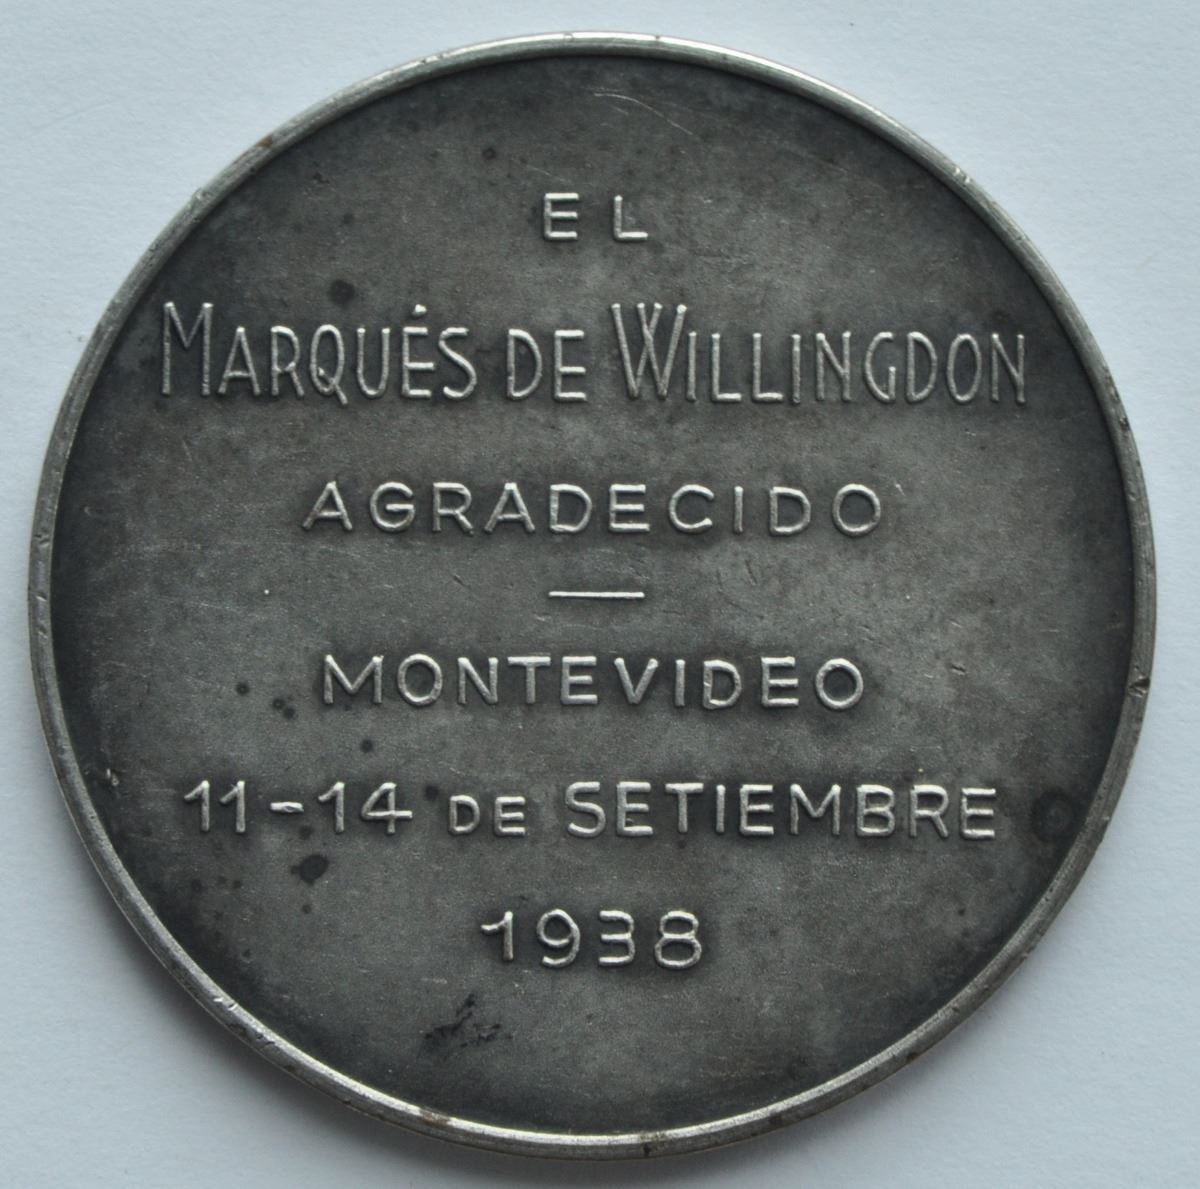 EL
MARQUÉS DE WILLINGDON
AGRADECIDO
—
MONTEVIDEO
11-14 DE SETIEMBRE
1938